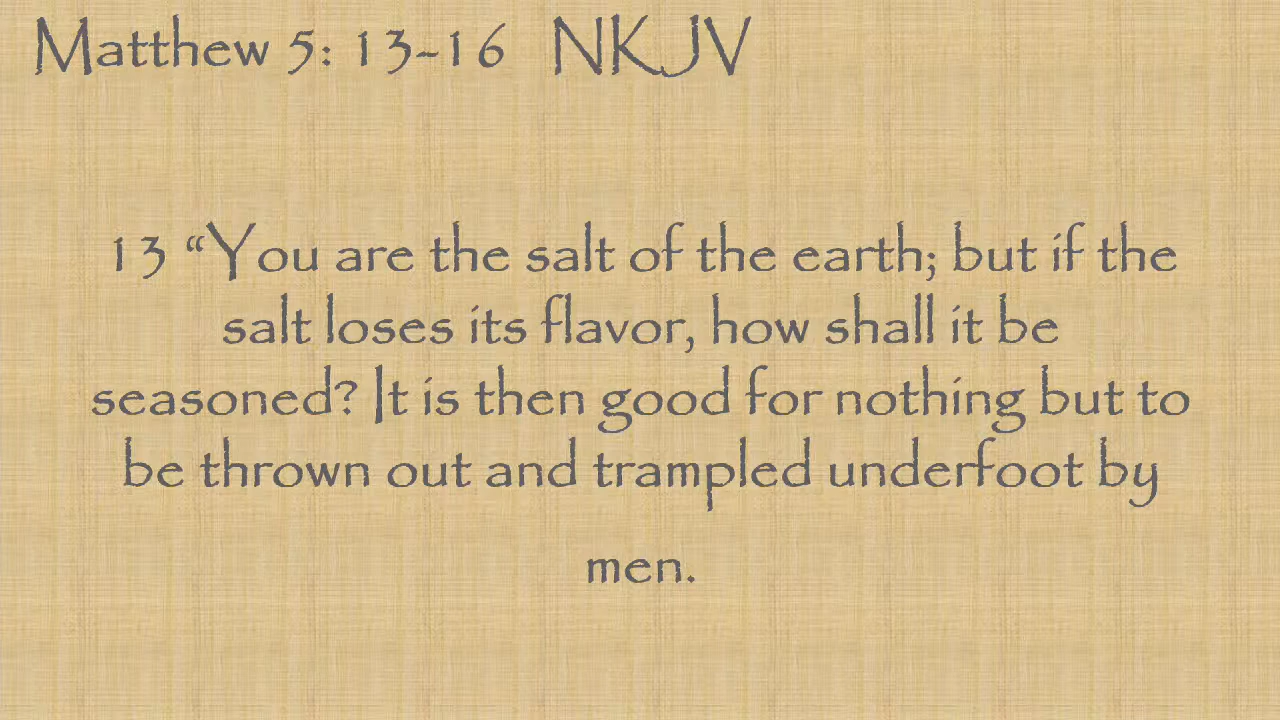 Matthew 5: 13-16 NKJV
13 “You are the salt of the earth; but if the
salt loses its flavor, how shall it be
seasoned? It is then good for nothing but to
be thrown out and trampled underfoot by
men.